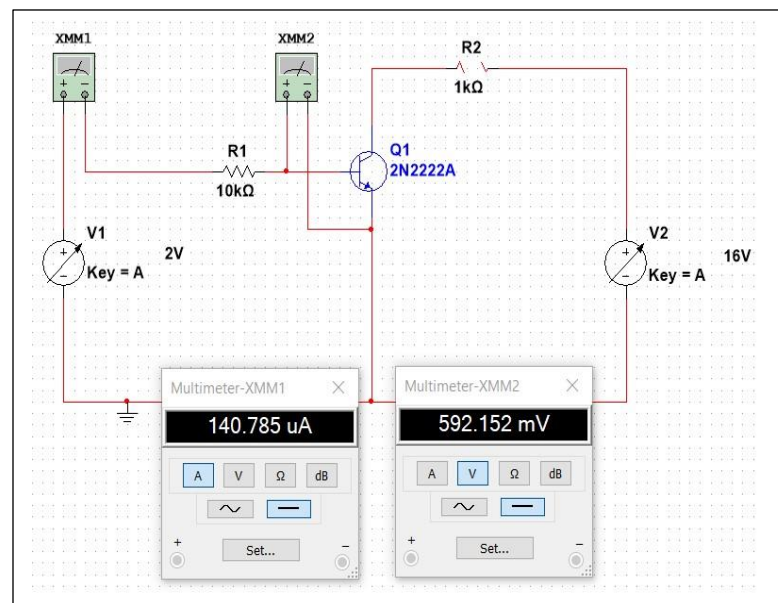 XMM1
XMM2
R2
1kΩ
R1
10kΩ
Q1
2N2222A
V1
2V
Key = A
V2
16V
Key = A
Multimeter-XMM1
140.785 uA
A V Ω dB
+ Set... −
Multimeter-XMM2
592.152 mV
A V Ω dB
+ Set... −